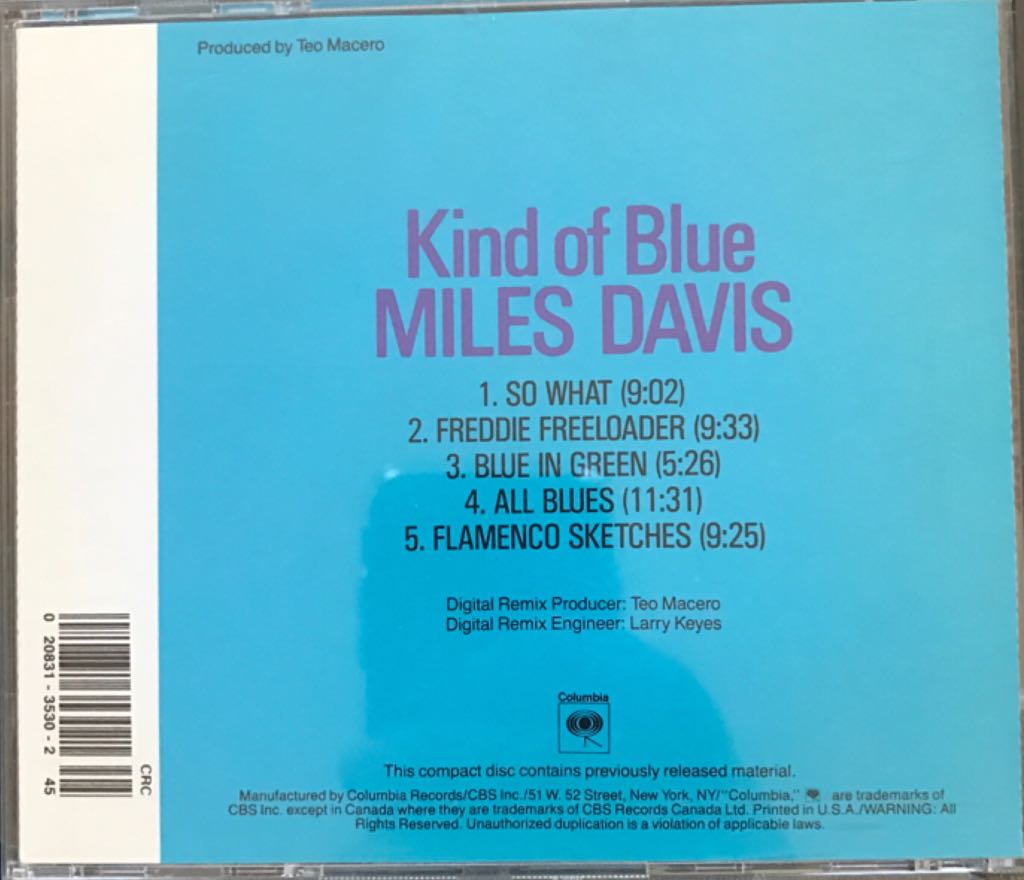 Produced by Teo Macero
Kind of Blue
MILES DAVIS
1. SO WHAT (9:02)
2. FREDDIE FREELOADER (9:33)
3. BLUE IN GREEN (5:26)
4. ALL BLUES (11:31)
5. FLAMENCO SKETCHES (9:25)
Digital Remix Producer: Teo Macero
Digital Remix Engineer: Larry Keyes
Columbia
This compact disc contains previously released material.
Manufactured by Columbia Records/CBS Inc./51 W. 52 Street, New York, NY/"Columbia," are trademarks of
CBS Inc. except in Canada where they are trademarks of CBS Records Canada Ltd. Printed in U.S.A./WARNING: All
Rights Reserved. Unauthorized duplication is a violation of applicable laws.
0 20831-3530-2 45
CRC